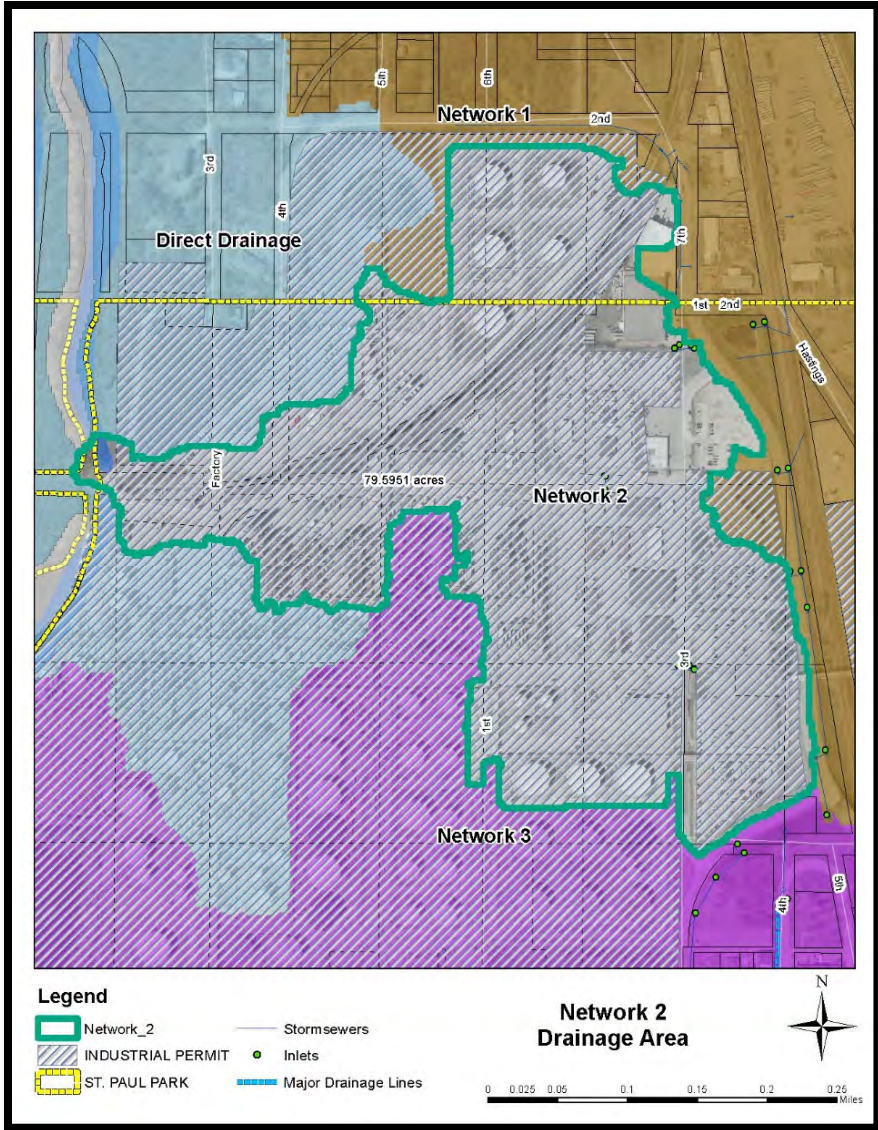 5th
6th
Network 1
2nd
3rd
4th
Direct Drainage
7th
1st 2nd
Hastings
Factory
79.5951 acres
Network 2
3rd
1st
Network 3
4th
5th
Legend
Network_2
INDUSTRIAL PERMIT
ST. PAUL PARK
Stormsewers
Inlets
Major Drainage Lines
Network 2
Drainage Area
N
0 0.025 0.05 0.1 0.15 0.2 0.25
Miles